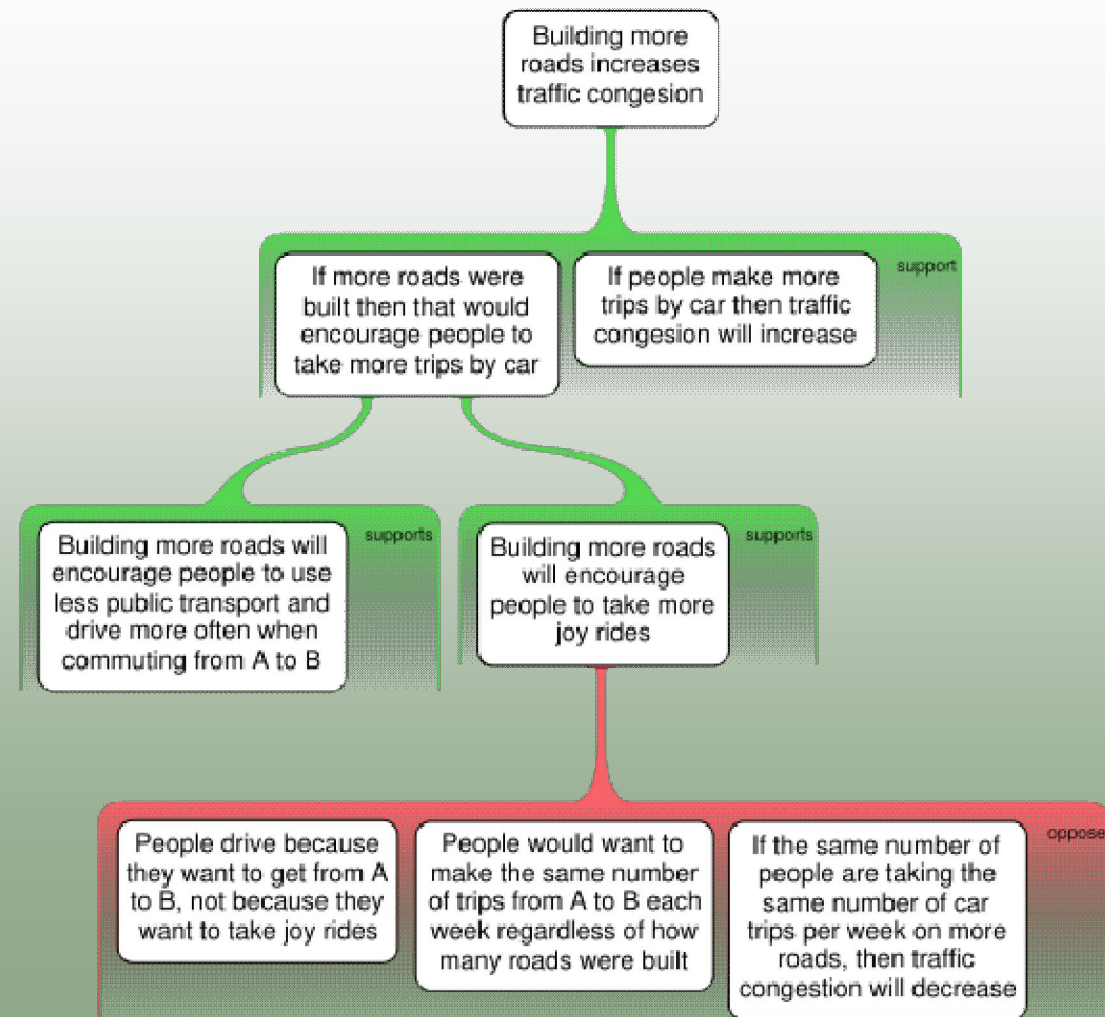 Building more
roads increases
traffic congesion
If more roads were
built then that would
encourage people to
take more trips by car
If people make more
trips by car then traffic
congesion will increase
support
Building more roads will
encourage people to use
less public transport and
drive more often when
commuting from A to B
supports
Building more roads
will encourage
people to take more
joy rides
supports
People drive because
they want to get from A
to B, not because they
want to take joy rides
People would want to
make the same number
of trips from A to B each
week regardless of how
many roads were built
If the same number of
people are taking the
same number of car
trips per week on more
roads, then traffic
congestion will decrease
oppose